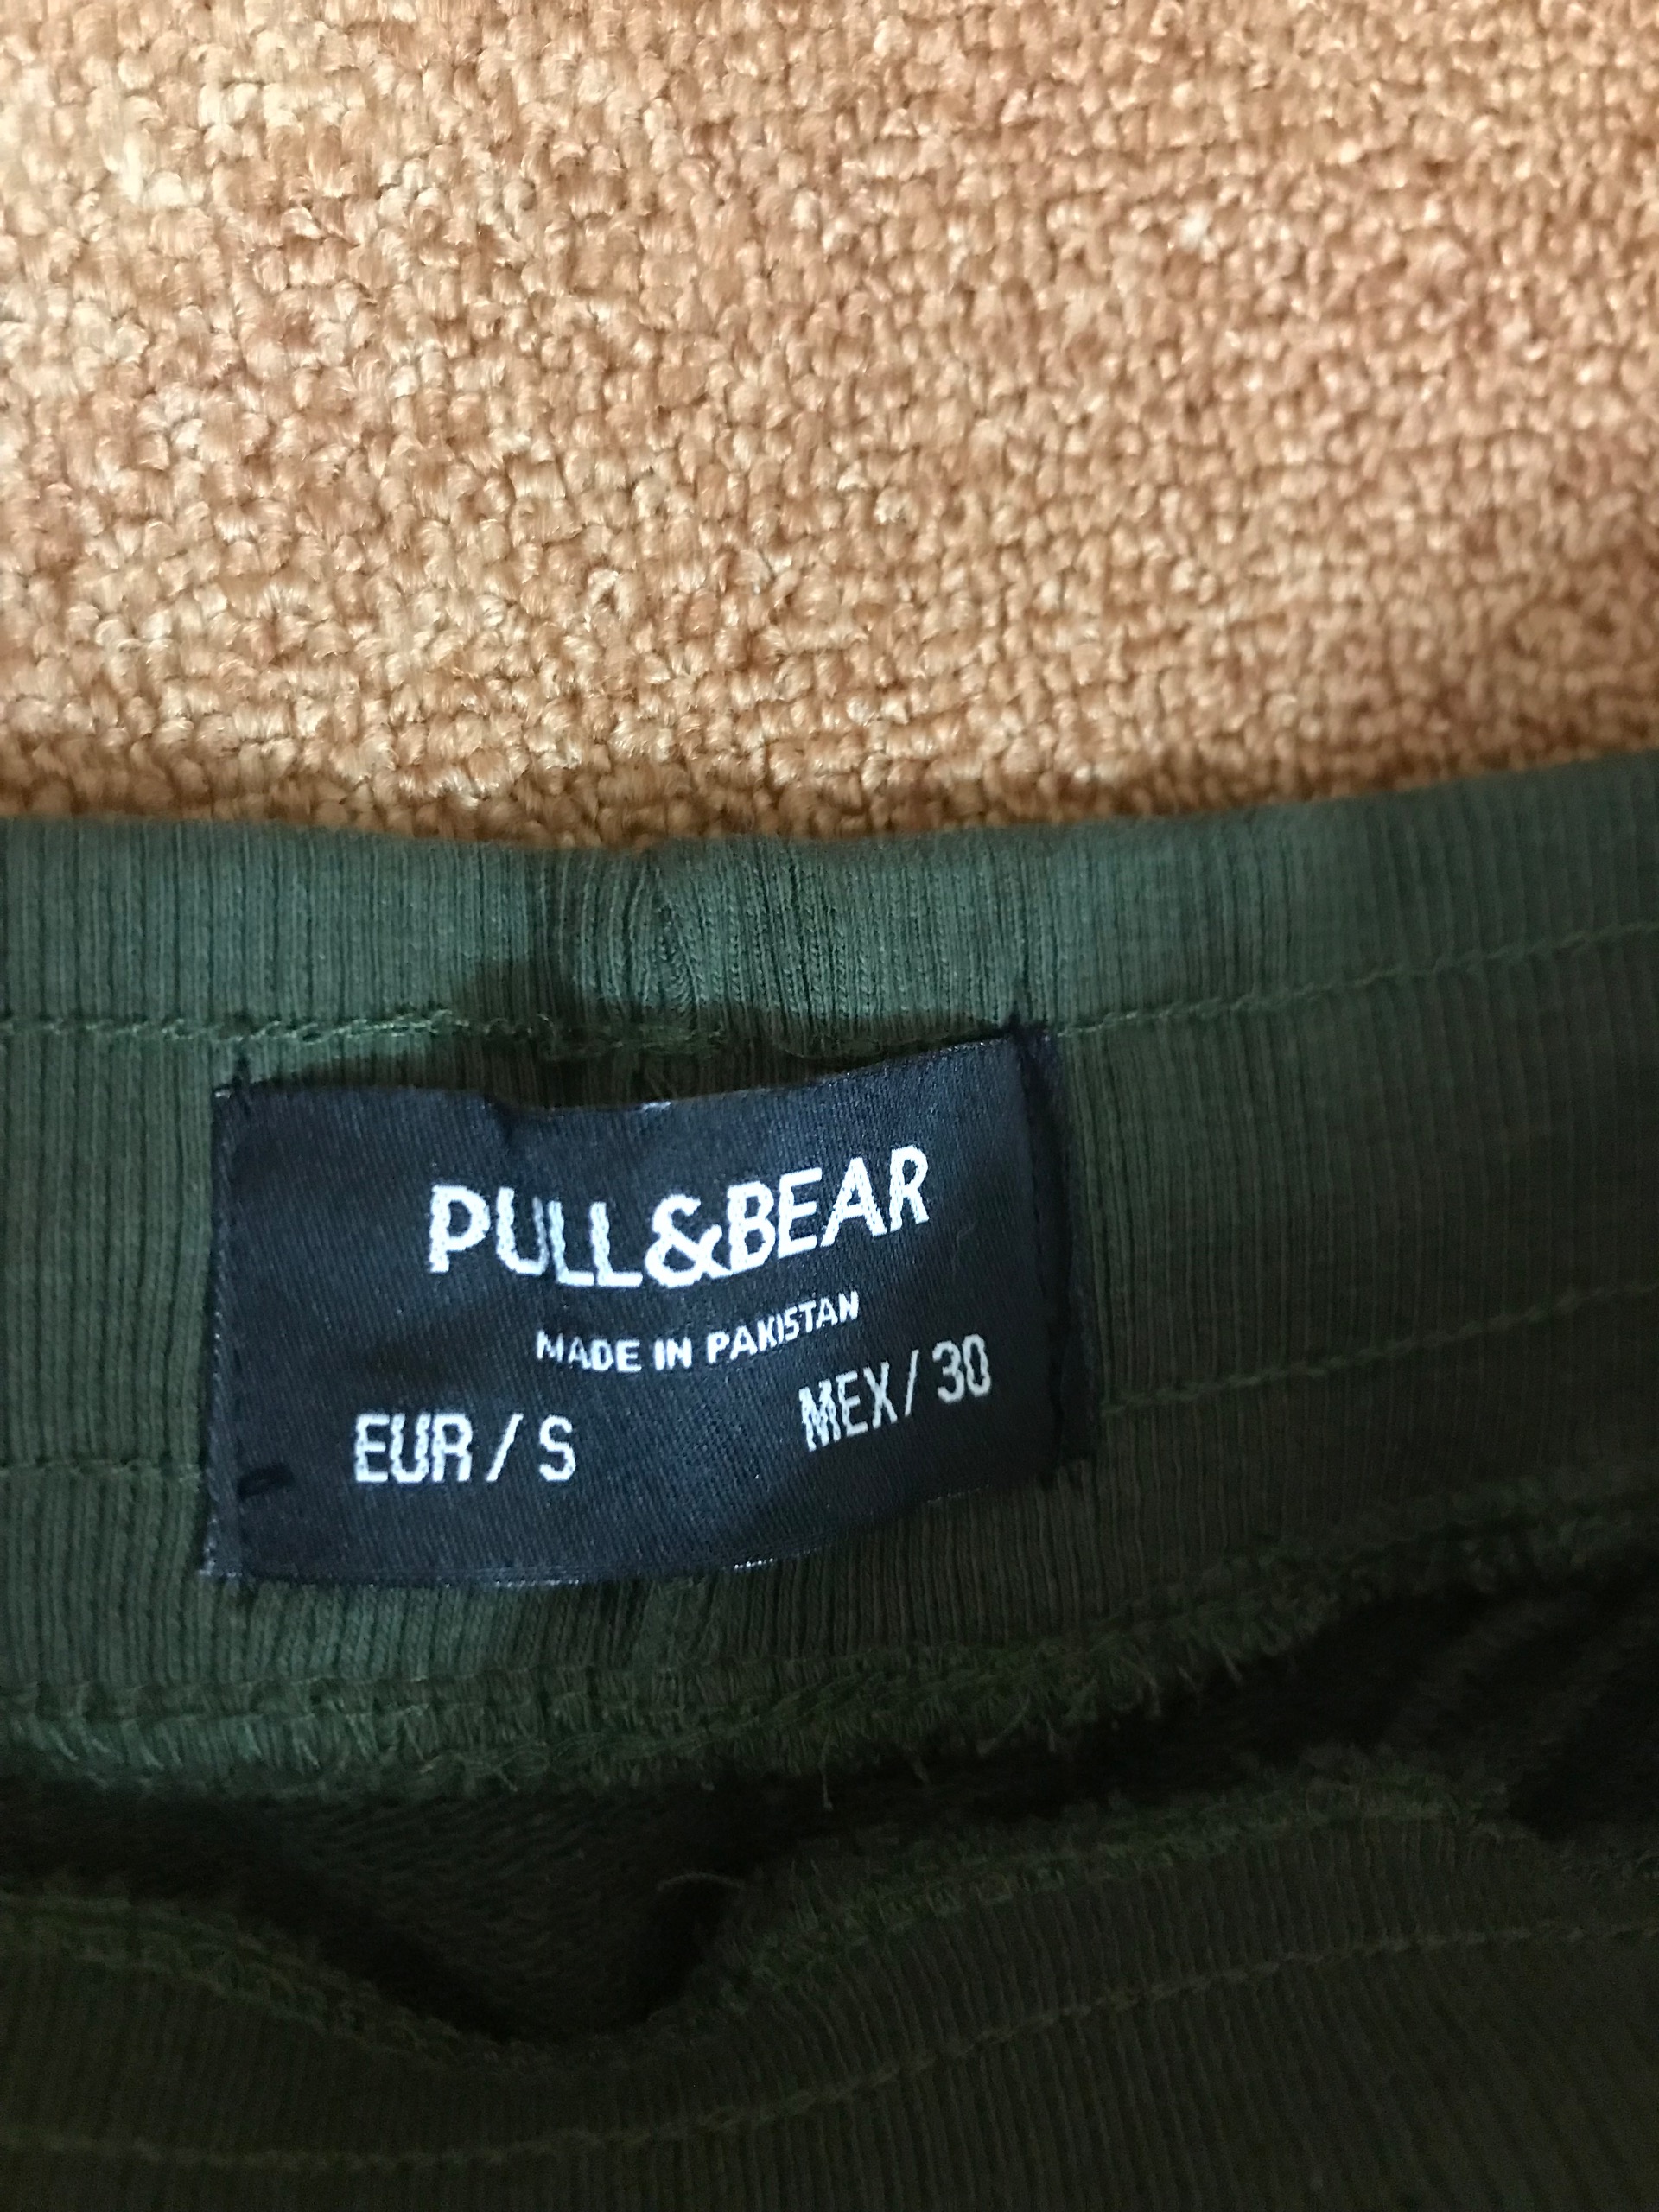 PULL&BEAR
MADE IN PAKISTAN
EUR/S MEX/30